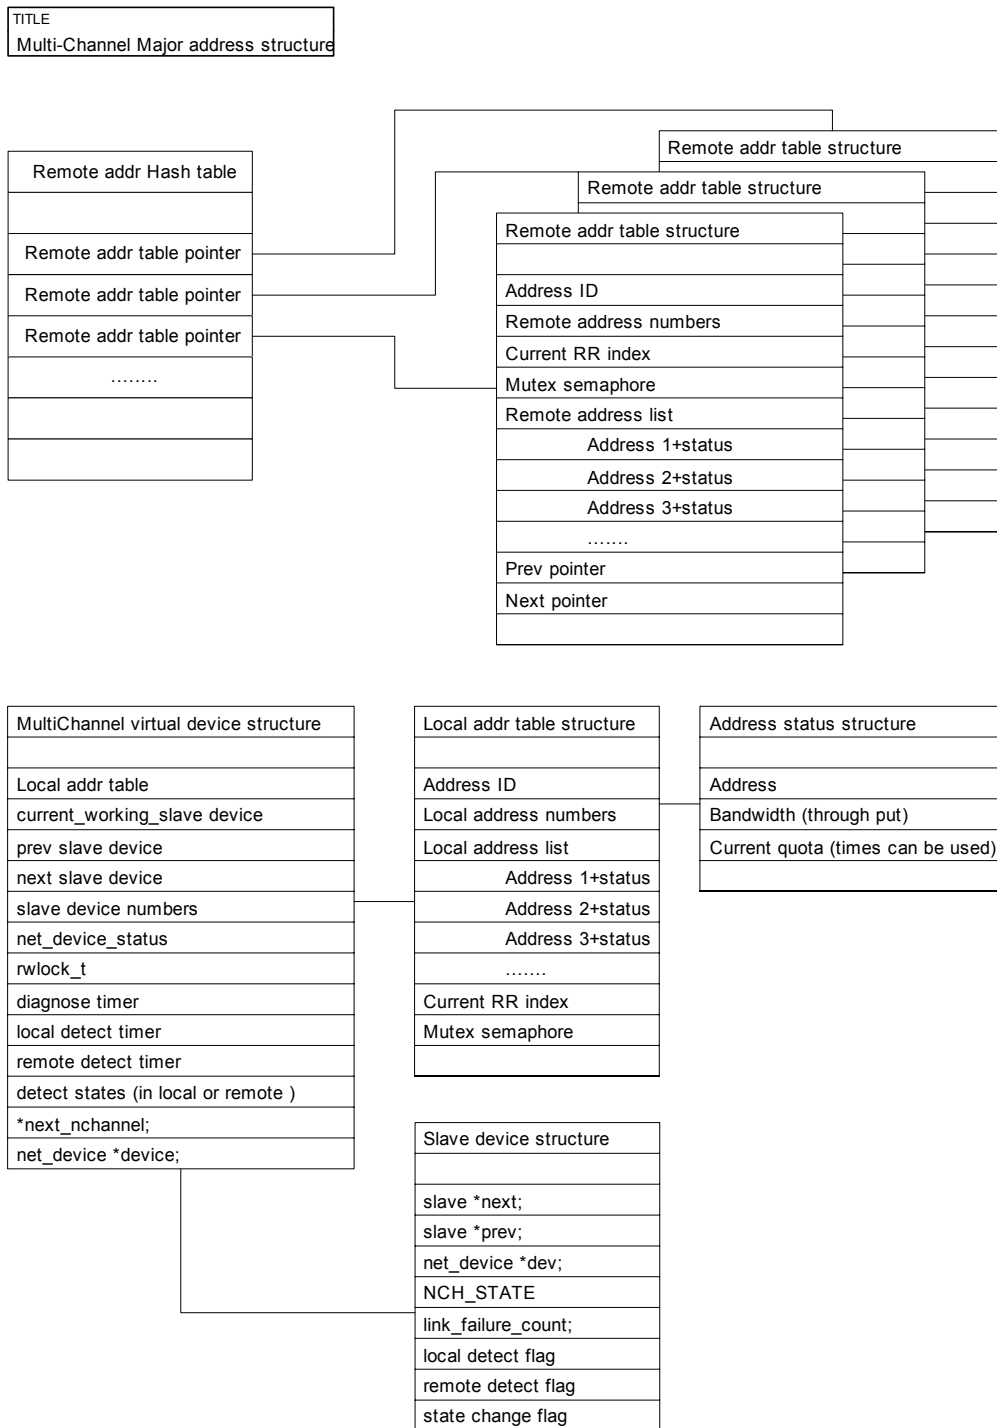 TITLE
Multi-Channel Major address structure
Remote addr Hash table
Remote addr table pointer
Remote addr table pointer
Remote addr table pointer
........
Remote addr table structure
Remote addr table structure
Remote addr table structure
Address ID
Remote address numbers
Current RR index
Mutex semaphore
Remote address list
Address 1+status
Address 2+status
Address 3+status
.......
Prev pointer
Next pointer
MultiChannel virtual device structure
Local addr table
current_working_slave device
prev slave device
next slave device
slave device numbers
net_device_status
rwlock_t
diagnose timer
local detect timer
remote detect timer
detect states (in local or remote )
*next_nchannel;
net_device *device;
Local addr table structure
Address ID
Local address numbers
Local address list
Address 1+status
Address 2+status
Address 3+status
.......
Current RR index
Mutex semaphore
Address status structure
Address
Bandwidth (through put)
Current quota (times can be used)
Slave device structure
slave *next;
slave *prev;
net_device *dev;
NCH_STATE
link_failure_count;
local detect flag
remote detect flag
state change flag